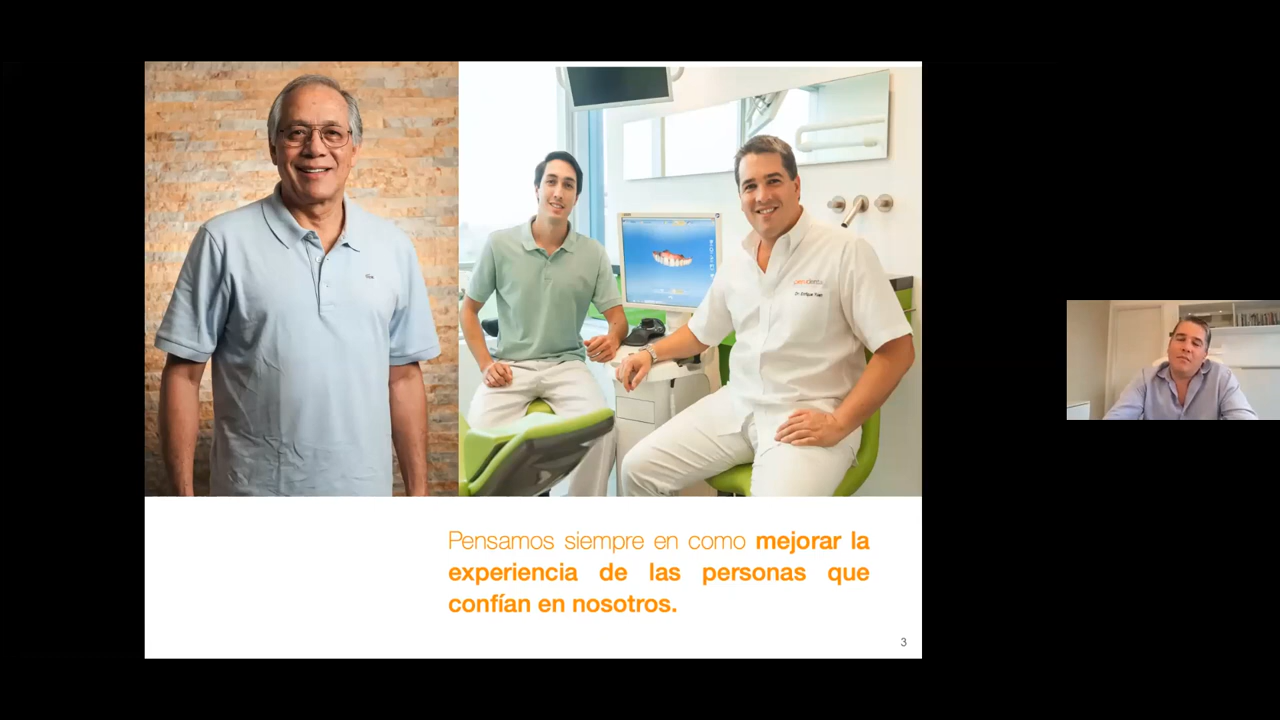 Pensamos siempre en como mejorar la
experiencia de las personas que
confían en nosotros.
3